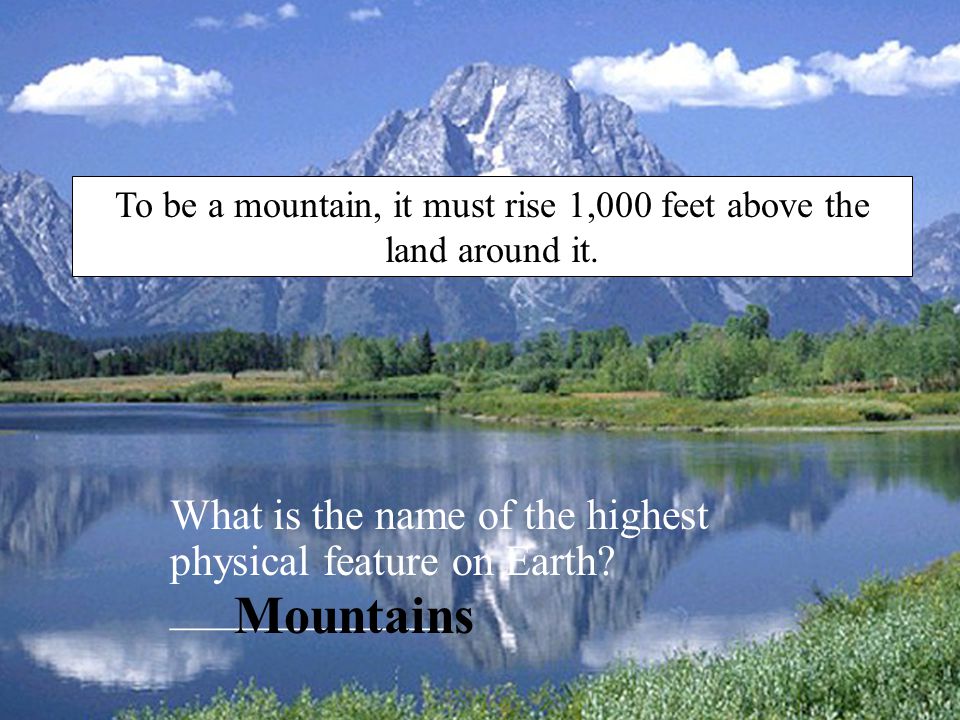 To be a mountain, it must rise 1,000 feet above the
land around it.
What is the name of the highest
physical feature on Earth?
Mountains